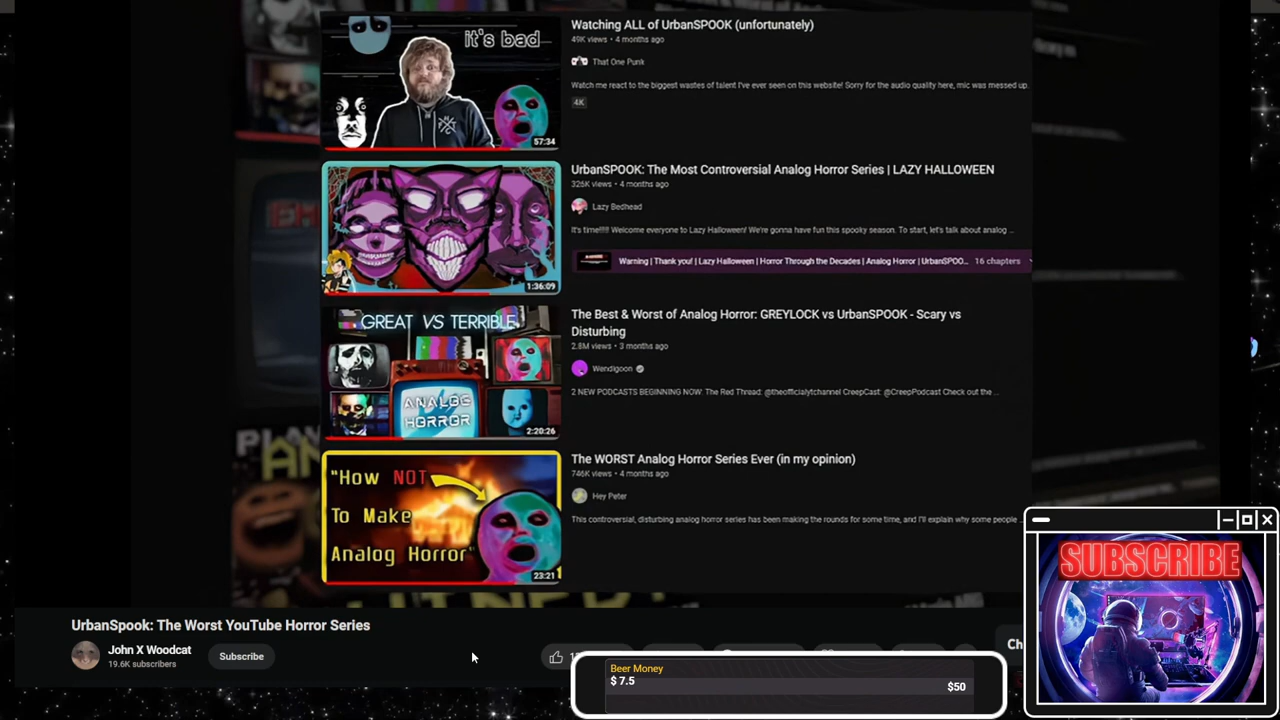 it's bad
57:34
Watching ALL of UrbanSPOOK (unfortunately)
49K views • 4 months ago
That One Punk
Watch me react to the biggest wastes of talent I've ever seen on this website! Sorry for the audio quality here, mic was messed up.
4K
1:36:09
UrbanSPOOK: The Most Controversial Analog Horror Series | LAZY HALLOWEEN
326K views • 4 months ago
Lazy Bedhead
It's time!!!! Welcome everyone to Lazy Halloween! We're gonna have fun this spooky season. To start, let's talk about analog ...
Warning | Thank you! | Lazy Halloween | Horror Through the Decades | Analog Horror | UrbanSPOO... 16 chapters
GREAT VS TERRIBLE
ANALOG
HORROR
2:20:26
The Best & Worst of Analog Horror: GREYLOCK vs UrbanSPOOK - Scary vs
Disturbing
2.8M views • 3 months ago
Wendigoon
2 NEW PODCASTS BEGINNING NOW: The Red Thread: @theofficialytchannel CreepCast: @CreepPodcast Check out the ...
"How NOT
To Make
Analog Horror"
23:21
The WORST Analog Horror Series Ever (in my opinion)
746K views • 4 months ago
Hey Peter
This controversial, disturbing analog horror series has been making the rounds for some time, and I'll explain why some people ...
SUBSCRIBE
UrbanSpook: The Worst YouTube Horror Series
John X Woodcat
19.6K subscribers
Subscribe
Ch
Beer Money
$ 7.5
$50